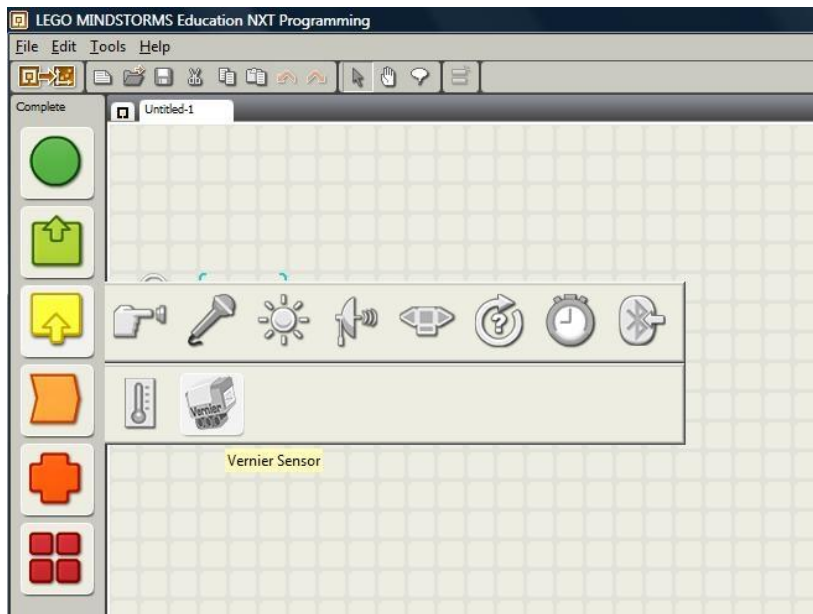 LEGO MINDSTORMS Education NXT Programming
File Edit Tools Help
Complete
Untitled-1
Vernier
Vernier Sensor